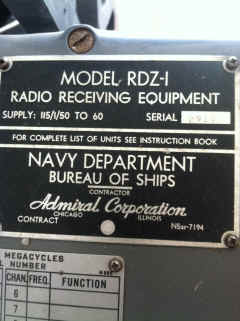 MODEL RDZ-1
RADIO RECEIVING EQUIPMENT
SUPPLY: 115/1/50 TO 60 SERIAL
FOR COMPLETE LIST OF UNITS SEE INSTRUCTION BOOK
NAVY DEPARTMENT
BUREAU OF SHIPS
CONTRACTOR
Admiral Corporation
CHICAGO ILLINOIS
CONTRACT NSsr-7194
MEGACYCLES
L NUMBER
CHAN. FREQ. FUNCTION
6
7